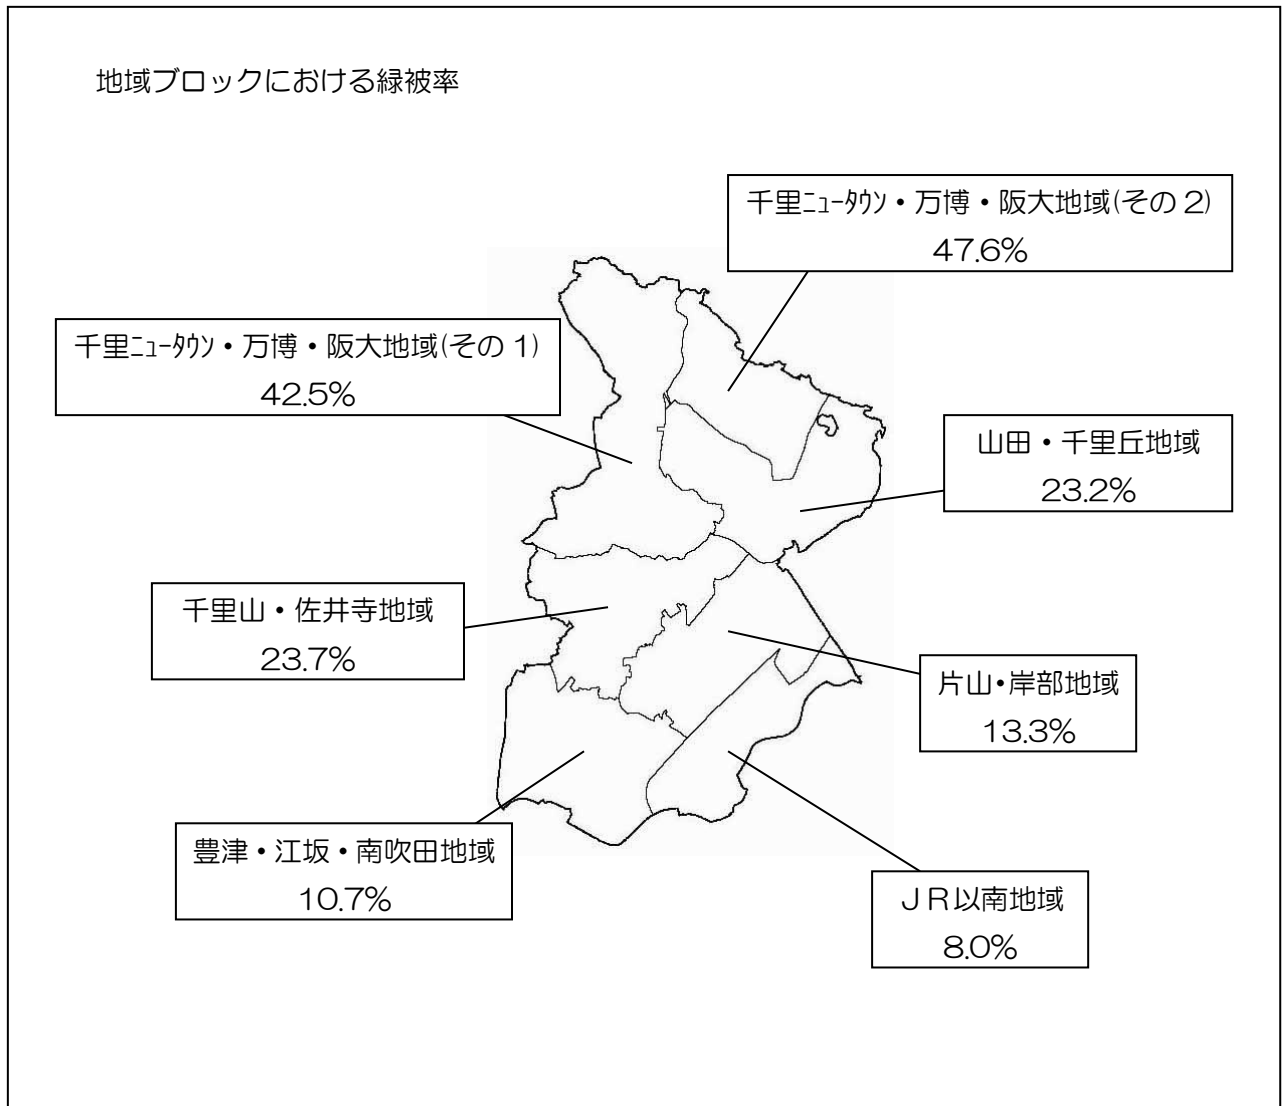 地域ブロックにおける緑被率
千里ﾆｭｰﾀｳﾝ・万博・阪大地域(その2)
47.6%
千里ﾆｭｰﾀｳﾝ・万博・阪大地域(その1)
42.5%
山田・千里丘地域
23.2%
千里山・佐井寺地域
23.7%
片山・岸部地域
13.3%
豊津・江坂・南吹田地域
10.7%
ＪＲ以南地域
8.0%